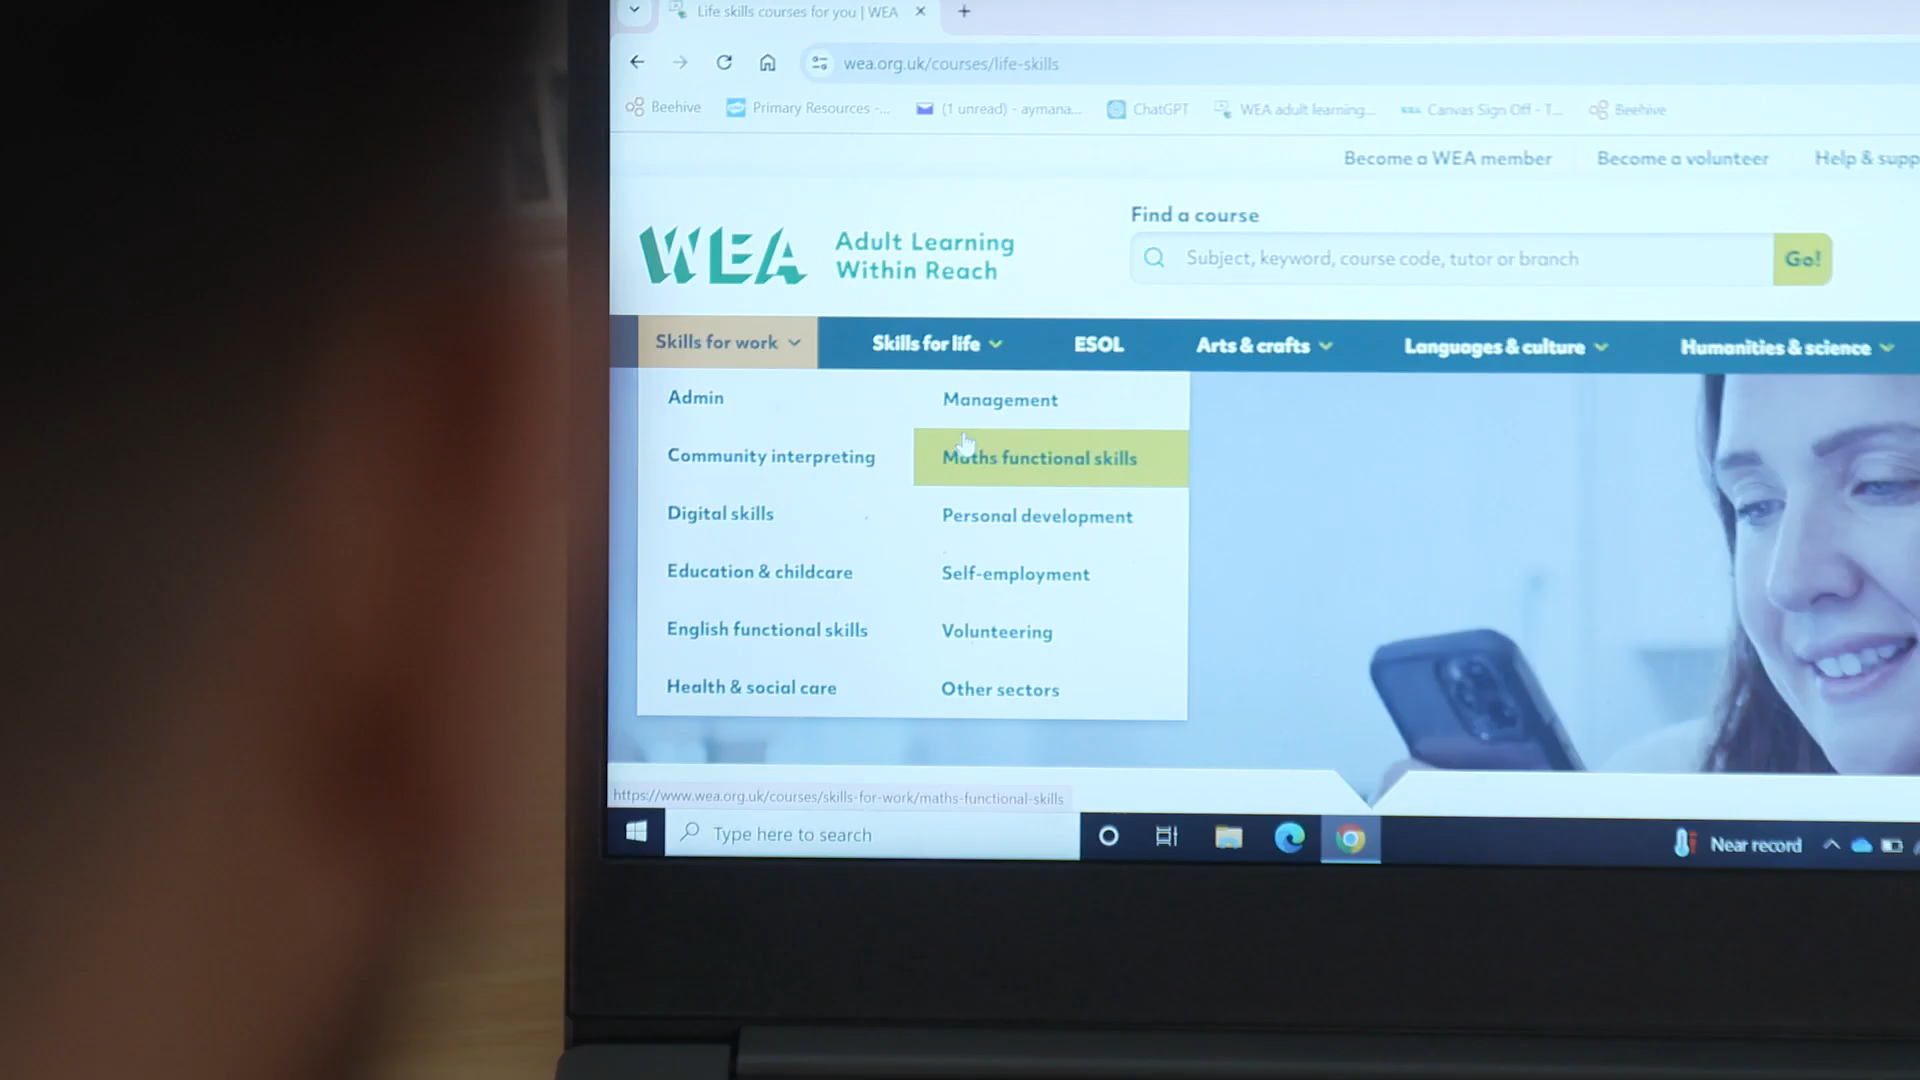 Life skills courses for you | WEA
wea.org.uk/courses/life-skills
Beehive
Primary Resources -...
(1 unread) - aymana...
ChatGPT
WEA adult learning...
Canvas Sign Off - T...
Beehive
Become a WEA member
Become a volunteer
Help & supp
WEA
Adult Learning
Within Reach
Find a course
Subject, keyword, course code, tutor or branch
Go!
Skills for work
Skills for life
ESOL
Arts & crafts
Languages & culture
Humanities & science
Admin
Community interpreting
Digital skills
Education & childcare
English functional skills
Health & social care
Management
Maths functional skills
Personal development
Self-employment
Volunteering
Other sectors
https://www.wea.org.uk/courses/skills-for-work/maths-functional-skills
Type here to search
Near record